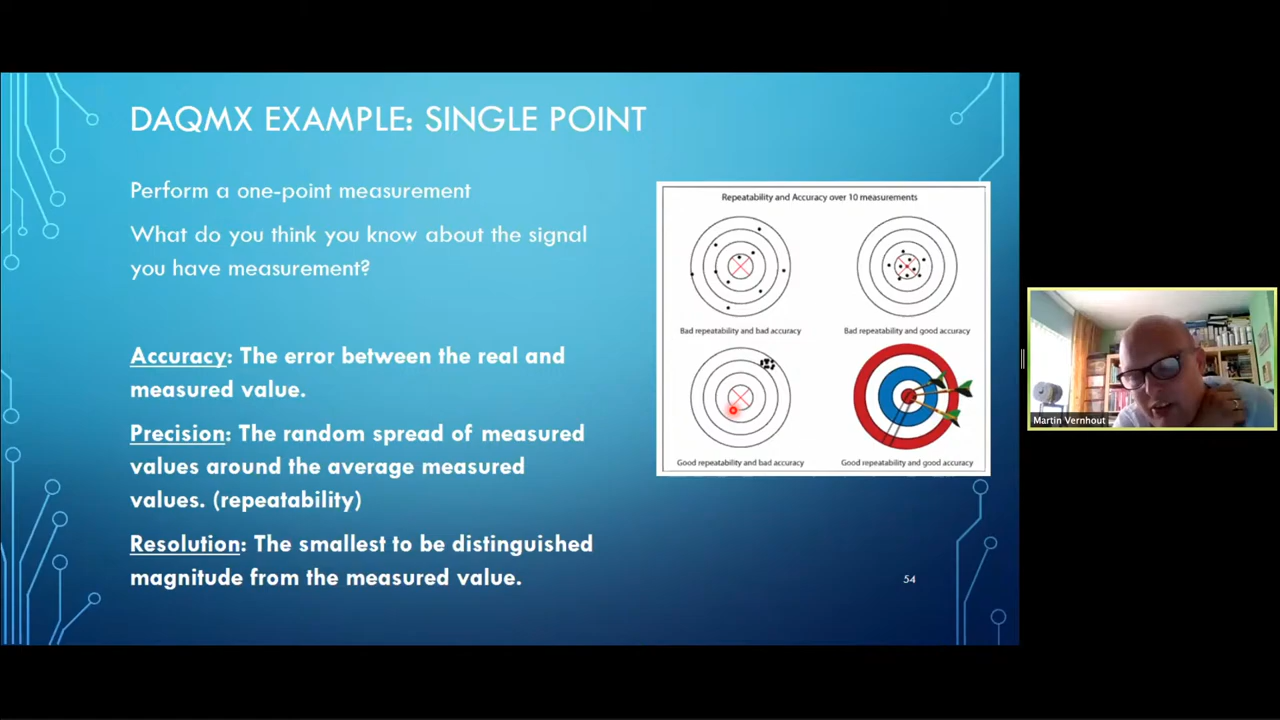 DAQMX EXAMPLE: SINGLE POINT
Perform a one-point measurement
What do you think you know about the signal
you have measurement?
Accuracy: The error between the real and
measured value.
Precision: The random spread of measured
values around the average measured
values. (repeatability)
Resolution: The smallest to be distinguished
magnitude from the measured value.
Repeatability and Accuracy over 10 measurements
Bad repeatability and bad accuracy
Bad repeatability and good accuracy
Good repeatability and bad accuracy
Good repeatability and good accuracy
54
Martin Vernhout